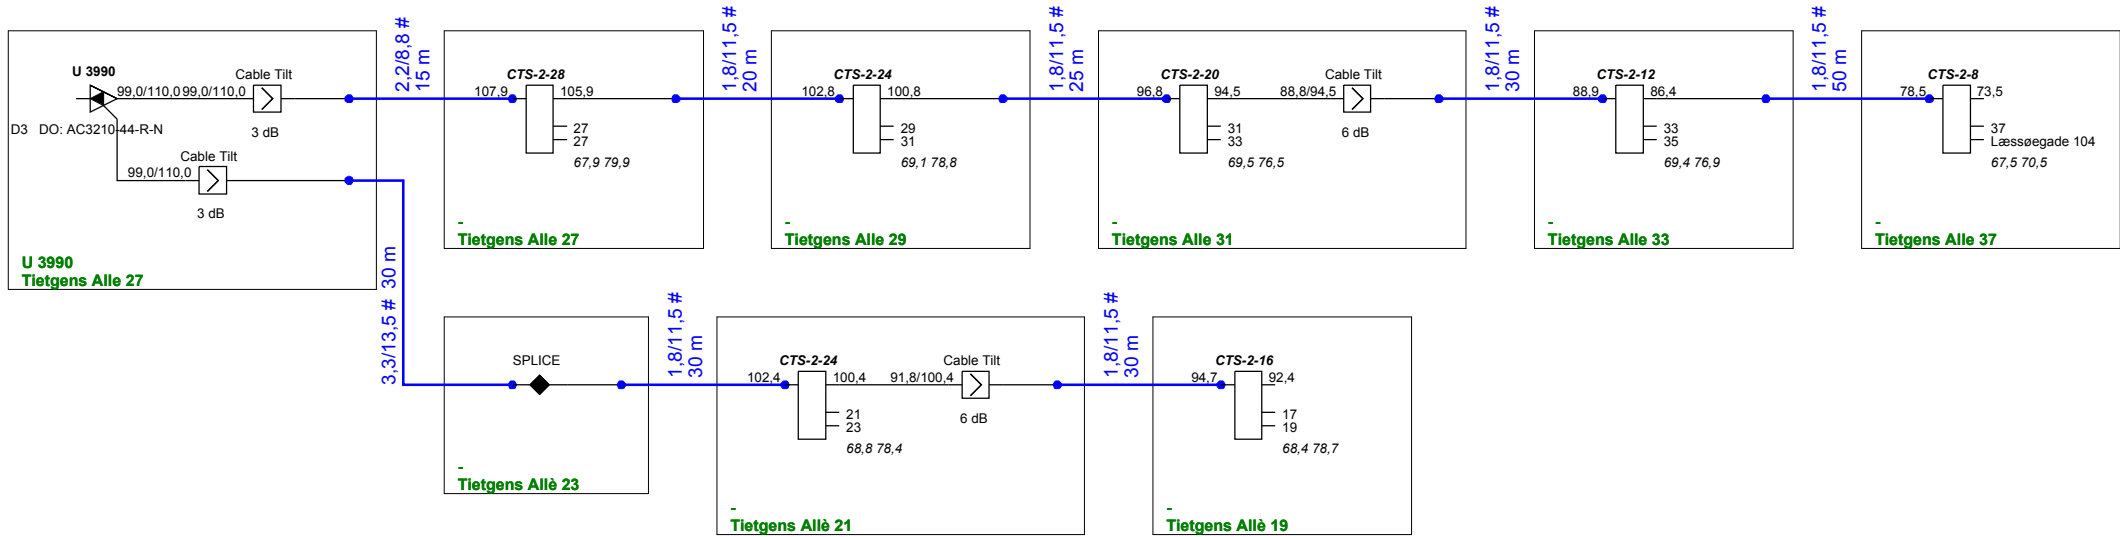 U 3990
99,0/110,0 99,0/110,0
Cable Tilt
3 dB
D3 DO: AC3210-44-R-N
Cable Tilt
99,0/110,0
3 dB
U 3990
Tietgens Alle 27
2,2/8,8 #
15 m
CTS-2-28
107,9
105,9
27
27
67,9 79,9
-
Tietgens Alle 27
1,8/11,5 #
20 m
CTS-2-24
102,8
100,8
29
31
69,1 78,8
-
Tietgens Alle 29
1,8/11,5 #
25 m
CTS-2-20
96,8
94,5
88,8/94,5
Cable Tilt
6 dB
31
33
69,5 76,5
-
Tietgens Alle 31
1,8/11,5 #
30 m
CTS-2-12
88,9
86,4
33
35
69,4 76,9
-
Tietgens Alle 33
1,8/11,5 #
50 m
CTS-2-8
78,5
73,5
37
Læssøegade 104
67,5 70,5
-
Tietgens Alle 37
3,3/13,5 # 30 m
SPLICE
-
Tietgens Allè 23
1,8/11,5 #
30 m
CTS-2-24
102,4
100,4
91,8/100,4
Cable Tilt
6 dB
21
23
68,8 78,4
-
Tietgens Allè 21
1,8/11,5 #
30 m
CTS-2-16
94,7
92,4
17
19
68,4 78,7
-
Tietgens Allè 19